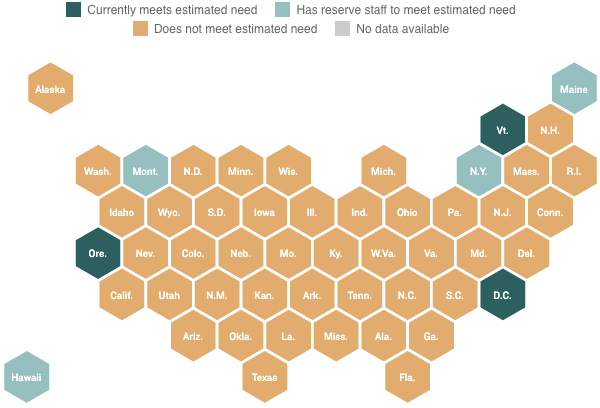 Currently meets estimated need Has reserve staff to meet estimated need
Does not meet estimated need No data available
Alaska Maine
Vt. N.H.
Wash. Mont. N.D. Minn. Wis. Mich. N.Y. Mass. R.I.
Idaho Wyo. S.D. Iowa Ill. Ind. Ohio Pa. N.J. Conn.
Ore. Nev. Colo. Neb. Mo. Ky. W.Va. Va. Md. Del.
Calif. Utah N.M. Kan. Ark. Tenn. N.C. S.C. D.C.
Ariz. Okla. La. Miss. Ala. Ga.
Hawaii Texas Fla.